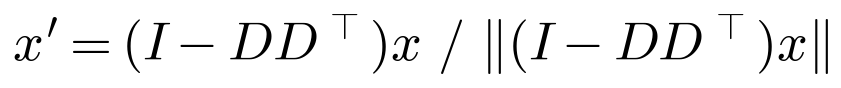 x′ = (I − DD⊤)x / ‖(I − DD⊤)x‖